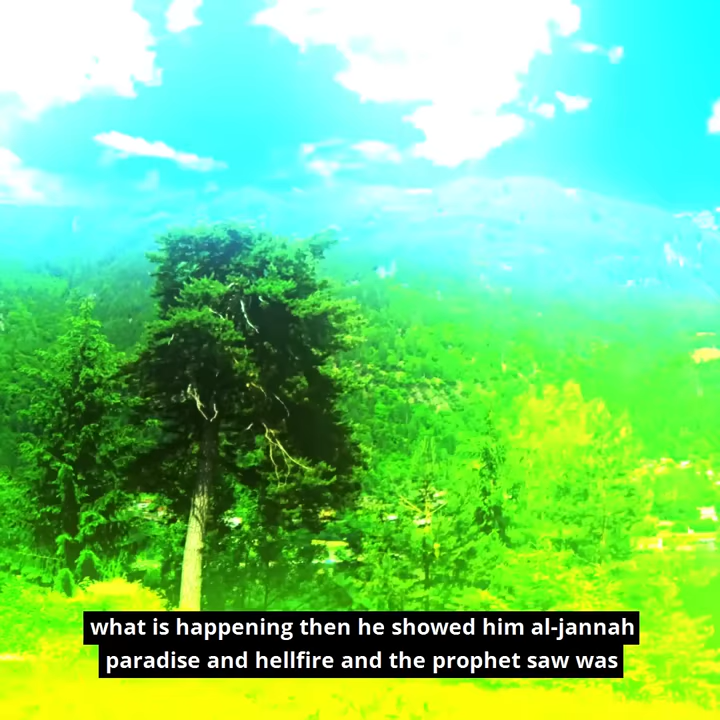 what is happening then he showed him al-jannah
paradise and hellfire and the prophet saw was